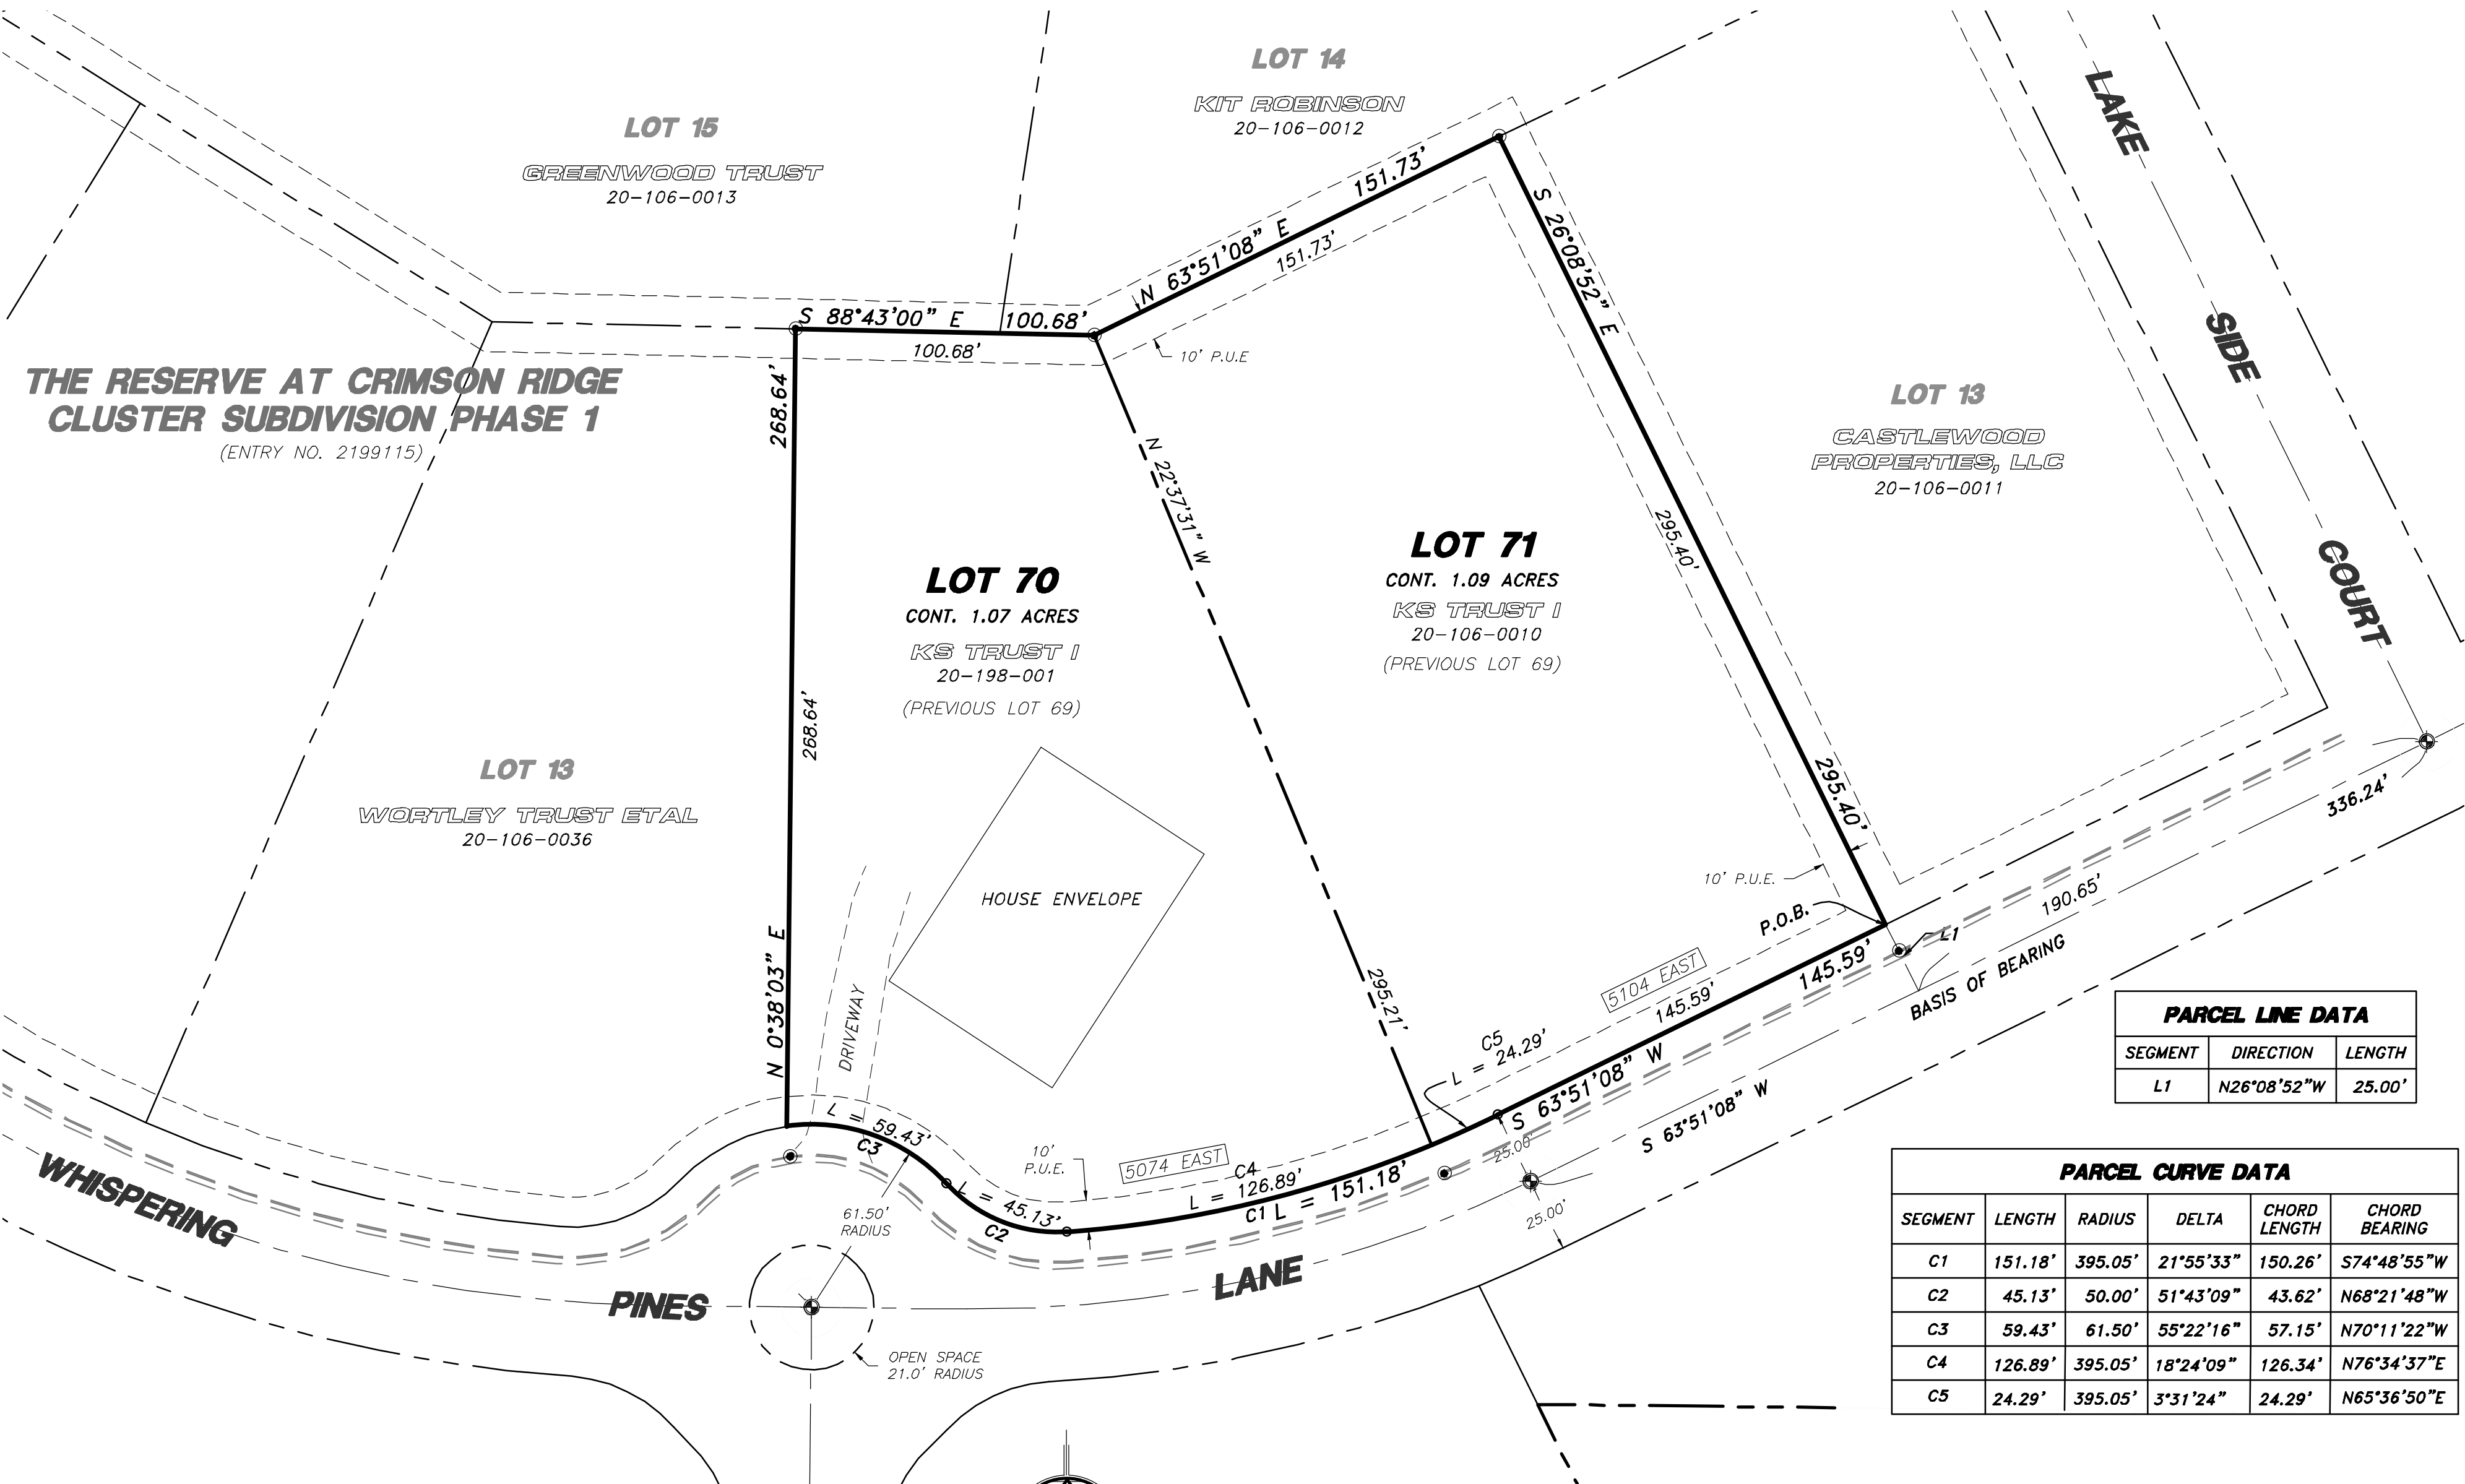 LOT 14
KIT ROBINSON
20-106-0012
LOT 15
GREENWOOD TRUST
20-106-0013
LAKE
SIDE
COURT
N 63°51'08" E
151.73'
151.73'
S 26°08'52" E
295.40'
295.40'
S 88°43'00" E
100.68'
100.68'
10' P.U.E
THE RESERVE AT CRIMSON RIDGE
CLUSTER SUBDIVISION PHASE 1
(ENTRY NO. 2199115)
268.64'
268.64'
N 0°38'03" E
N 22°37'31" W
295.21'
LOT 13
CASTLEWOOD
PROPERTIES, LLC
20-106-0011
LOT 70
CONT. 1.07 ACRES
KS TRUST I
20-198-001
(PREVIOUS LOT 69)
LOT 71
CONT. 1.09 ACRES
KS TRUST I
20-106-0010
(PREVIOUS LOT 69)
LOT 13
WORTLEY TRUST ETAL
20-106-0036
HOUSE ENVELOPE
DRIVEWAY
10' P.U.E.
P.O.B.
L1
336.24'
190.65'
BASIS OF BEARING
S 63°51'08" W
5104 EAST
145.59'
145.59'
S 63°51'08" W
C5
L = 24.29'
25.00'
25.00'
L = 59.43'
C3
L = 45.13'
C2
10'
P.U.E.
5074 EAST
C4
L = 126.89'
C1 L = 151.18'
61.50'
RADIUS
WHISPERING
PINES
LANE
OPEN SPACE
21.0' RADIUS
PARCEL LINE DATA
SEGMENT DIRECTION LENGTH
L1 N26°08'52"W 25.00'
PARCEL CURVE DATA
SEGMENT LENGTH RADIUS DELTA CHORD LENGTH CHORD BEARING
C1 151.18' 395.05' 21°55'33" 150.26' S74°48'55"W
C2 45.13' 50.00' 51°43'09" 43.62' N68°21'48"W
C3 59.43' 61.50' 55°22'16" 57.15' N70°11'22"W
C4 126.89' 395.05' 18°24'09" 126.34' N76°34'37"E
C5 24.29' 395.05' 3°31'24" 24.29' N65°36'50"E